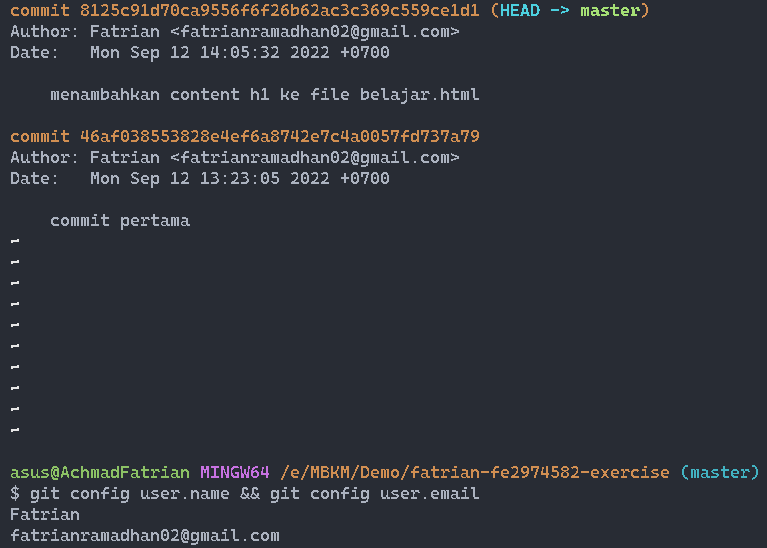 commit 8125c91d70ca9556f6f26b62ac3c369c559ce1d1 (HEAD -> master)
Author: Fatrian <fatrianramadhan02@gmail.com>
Date:   Mon Sep 12 14:05:32 2022 +0700
    menambahkan content h1 ke file belajar.html
commit 46af038553828e4ef6a8742e7c4a0057fd737a79
Author: Fatrian <fatrianramadhan02@gmail.com>
Date:   Mon Sep 12 13:23:05 2022 +0700
    commit pertama
~
~
~
~
~
~
~
~
~
~
asus@AchmadFatrian MINGW64 /e/MBKM/Demo/fatrian-fe2974582-exercise (master)
$ git config user.name && git config user.email
Fatrian
fatrianramadhan02@gmail.com